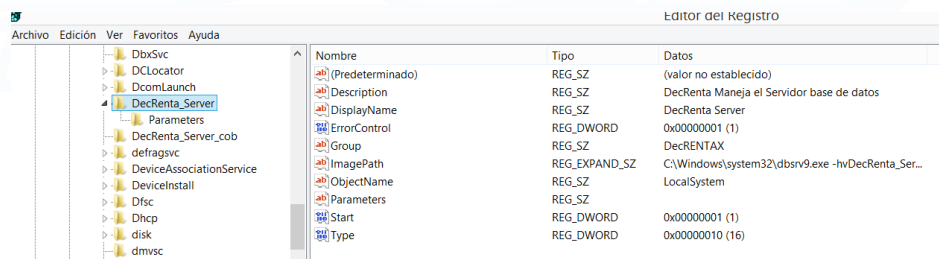 Editor del Registro
Archivo Edición Ver Favoritos Ayuda
DbxSvc
DCLocator
DcomLaunch
DecRenta_Server
Parameters
DecRenta_Server_cob
defragsvc
DeviceAssociationService
DeviceInstall
Dfsc
Dhcp
disk
dmvsc
Nombre Tipo Datos
(Predeterminado) REG_SZ (valor no establecido)
Description REG_SZ DecRenta Maneja el Servidor base de datos
DisplayName REG_SZ DecRenta Server
ErrorControl REG_DWORD 0x00000001 (1)
Group REG_SZ DecRENTAX
ImagePath REG_EXPAND_SZ C:\Windows\system32\dbsrv9.exe -hvDecRenta_Ser...
ObjectName REG_SZ LocalSystem
Parameters REG_SZ
Start REG_DWORD 0x00000001 (1)
Type REG_DWORD 0x00000010 (16)